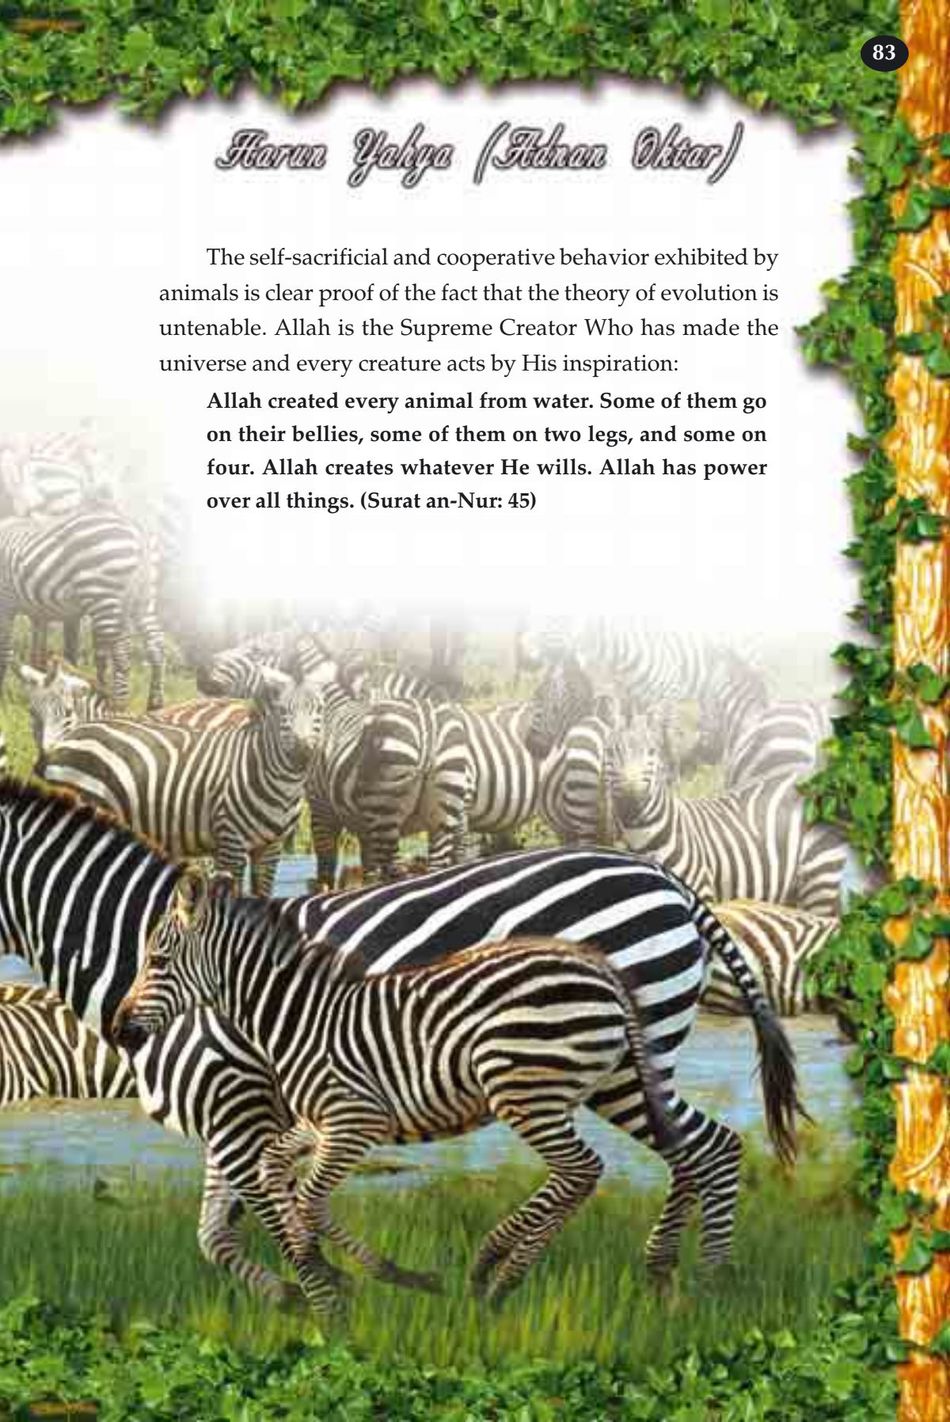 83
Harun Yahya (Adnan Oktar)
The self-sacrificial and cooperative behavior exhibited by
animals is clear proof of the fact that the theory of evolution is
untenable. Allah is the Supreme Creator Who has made the
universe and every creature acts by His inspiration:
Allah created every animal from water. Some of them go
on their bellies, some of them on two legs, and some on
four. Allah creates whatever He wills. Allah has power
over all things. (Surat an-Nur: 45)